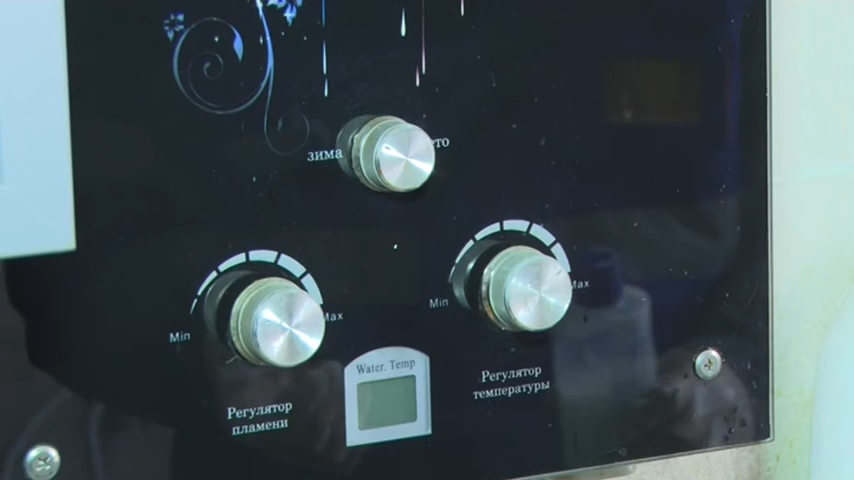 зима
то
Min
Max
Min
Max
Water. Temp
Регулятор
пламени
Регулятор
температуры